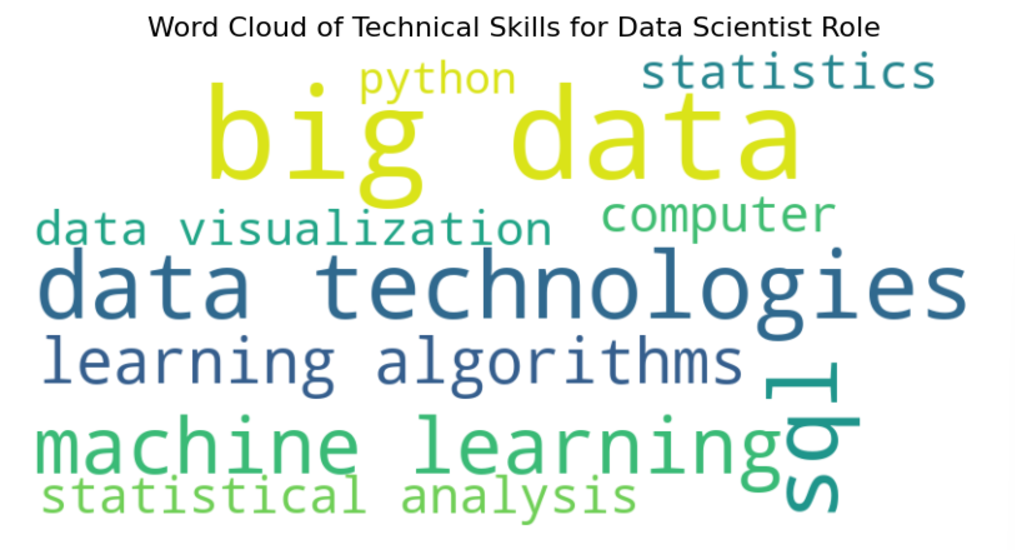 Word Cloud of Technical Skills for Data Scientist Role
python
statistics
big data
data visualization
computer
data technologies
learning algorithms
sql
machine learning
statistical analysis